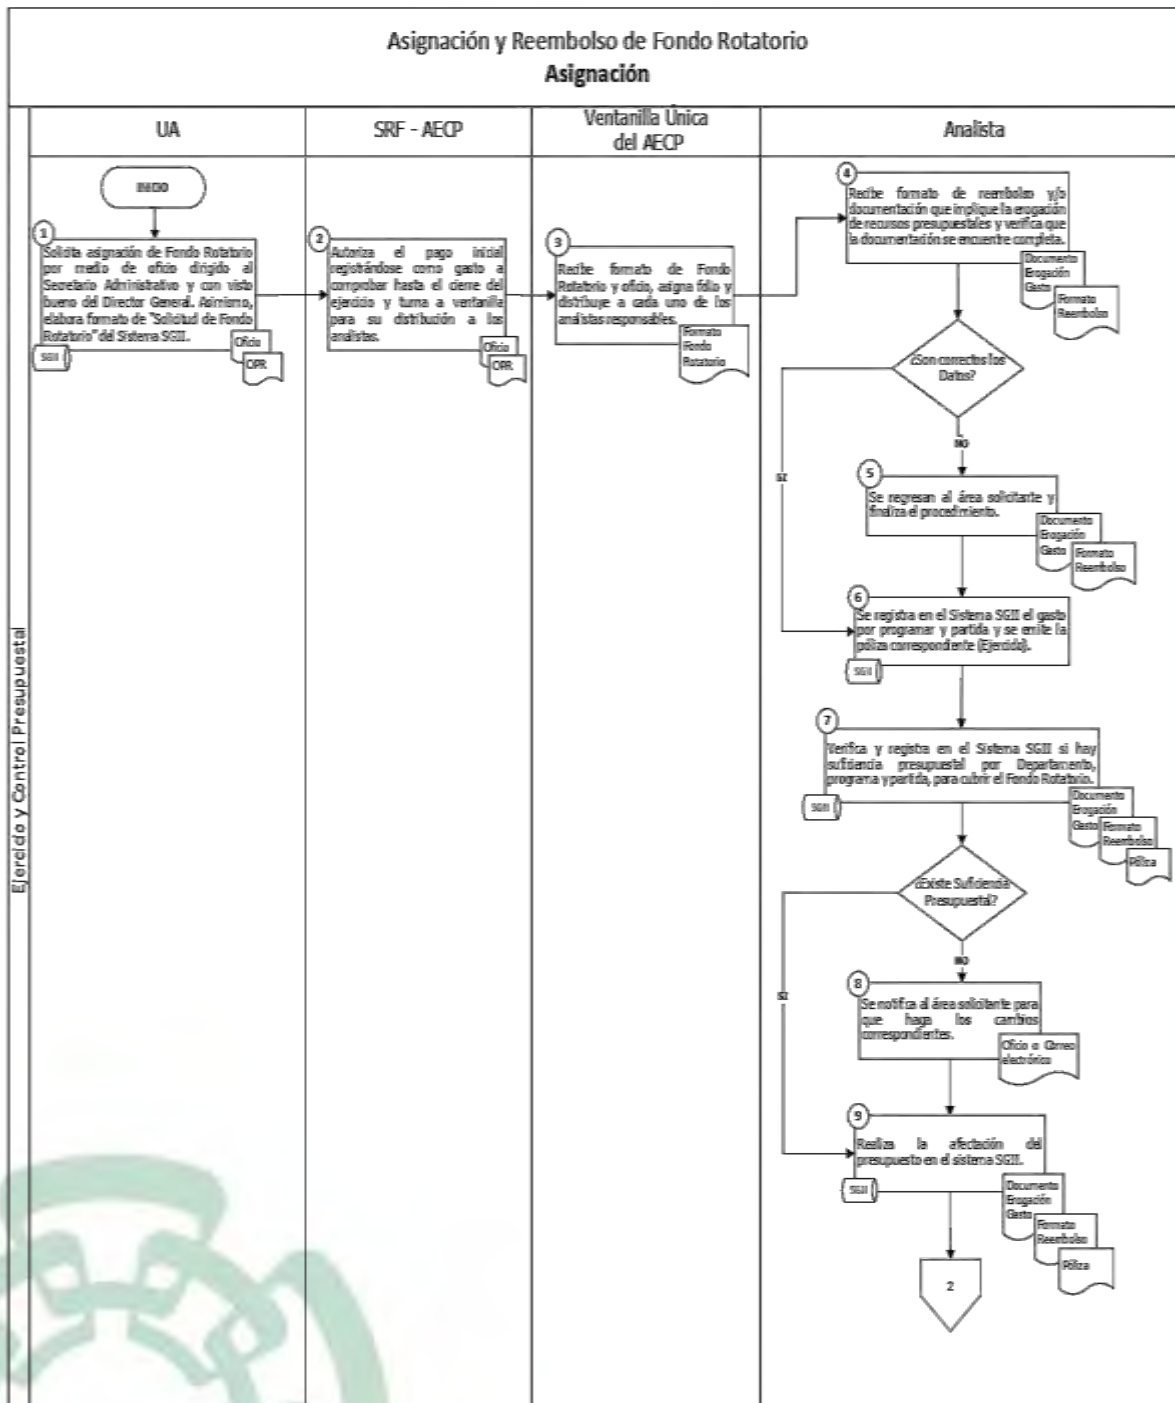 Asignación y Reembolso de Fondo Rotatorio
Asignación
UA
SRF - AECP
Ventanilla Única
del AECP
Analista
Ejercido y Control Presupuestal
INICIO
1
Solicita asignación de Fondo Rotatorio
por medio de oficio dirigido al
Secretario Administrativo y con visto
bueno del Director General. Asimismo,
elabora formato de "Solicitud de Fondo
Rotatorio" del Sistema SGII.
SGII
Oficio
OPR
2
Autoriza el pago inicial
registrándose como gasto a
comprobar hasta el cierre del
ejercicio y turna a ventanilla
para su distribución a los
analistas.
Oficio
OPR
3
Recibe formato de Fondo
Rotatorio y oficio, asigna folio y
distribuye a cada uno de los
analistas responsables.
Formato
Fondo
Rotatorio
4
Recibe formato de reembolso y/o
documentación que implique la erogación
de recursos presupuestales y verifica que
la documentación se encuentre completa.
Documento
Erogación
Gasto
Formato
Reembolso
¿Son correctos los
Datos?
NO
SI
5
Se regresan al área solicitante y
finaliza el procedimiento.
Documento
Erogación
Gasto
Formato
Reembolso
6
Se registra en el Sistema SGII el gasto
por programar y partida y se emite la
póliza correspondiente (Ejercido).
SGII
7
Verifica y registra en el Sistema SGII si hay
suficiencia presupuestal por Departamento,
programa y partida, para cubrir el Fondo Rotatorio.
SGII
Documento
Erogación
Gasto
Formato
Reembolso
Póliza
¿Existe Suficiencia
Presupuestal?
NO
SI
8
Se notifica al área solicitante para
que haga los cambios
correspondientes.
Oficio o Correo
electrónico
9
Realiza la afectación del
presupuesto en el sistema SGII.
SGII
Documento
Erogación
Gasto
Formato
Reembolso
Póliza
2